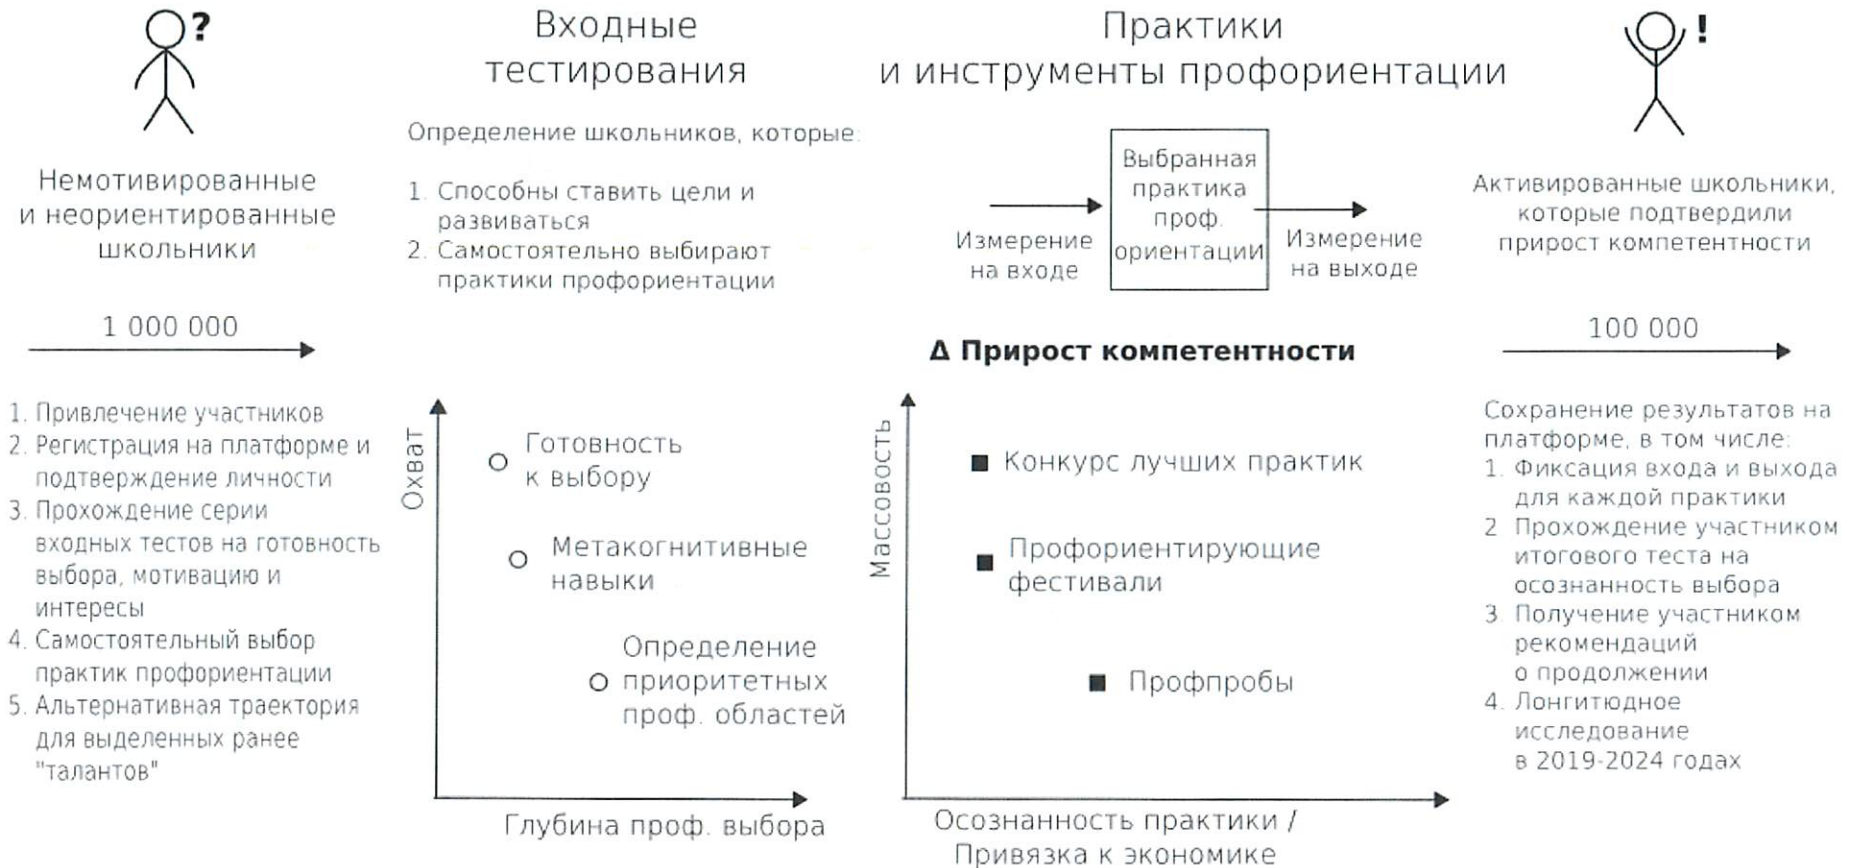 ?
Немотивированные
и неориентированные
школьники
1 000 000
1. Привлечение участников
2. Регистрация на платформе и
подтверждение личности
3. Прохождение серии
входных тестов на готовность
выбора, мотивацию и
интересы
4. Самостоятельный выбор
практик профориентации
5. Альтернативная траектория
для выделенных ранее
"талантов"
Входные
тестирования
Определение школьников, которые:
1. Способны ставить цели и
развиваться
2. Самостоятельно выбирают
практики профориентации
Охват
Готовность
к выбору
Метакогнитивные
навыки
Определение
приоритетных
проф. областей
Глубина проф. выбора
Практики
и инструменты профориентации
Измерение
на входе
Выбранная
практика
проф.
ориентации
Измерение
на выходе
Δ Прирост компетентности
Массовость
Конкурс лучших практик
Профориентирующие
фестивали
Профпробы
Осознанность практики /
Привязка к экономике
!
Активированные школьники,
которые подтвердили
прирост компетентности
100 000
Сохранение результатов на
платформе, в том числе:
1. Фиксация входа и выхода
для каждой практики
2 Прохождение участником
итогового теста на
осознанность выбора
3. Получение участником
рекомендаций
о продолжении
4. Лонгитюдное
исследование
в 2019-2024 годах